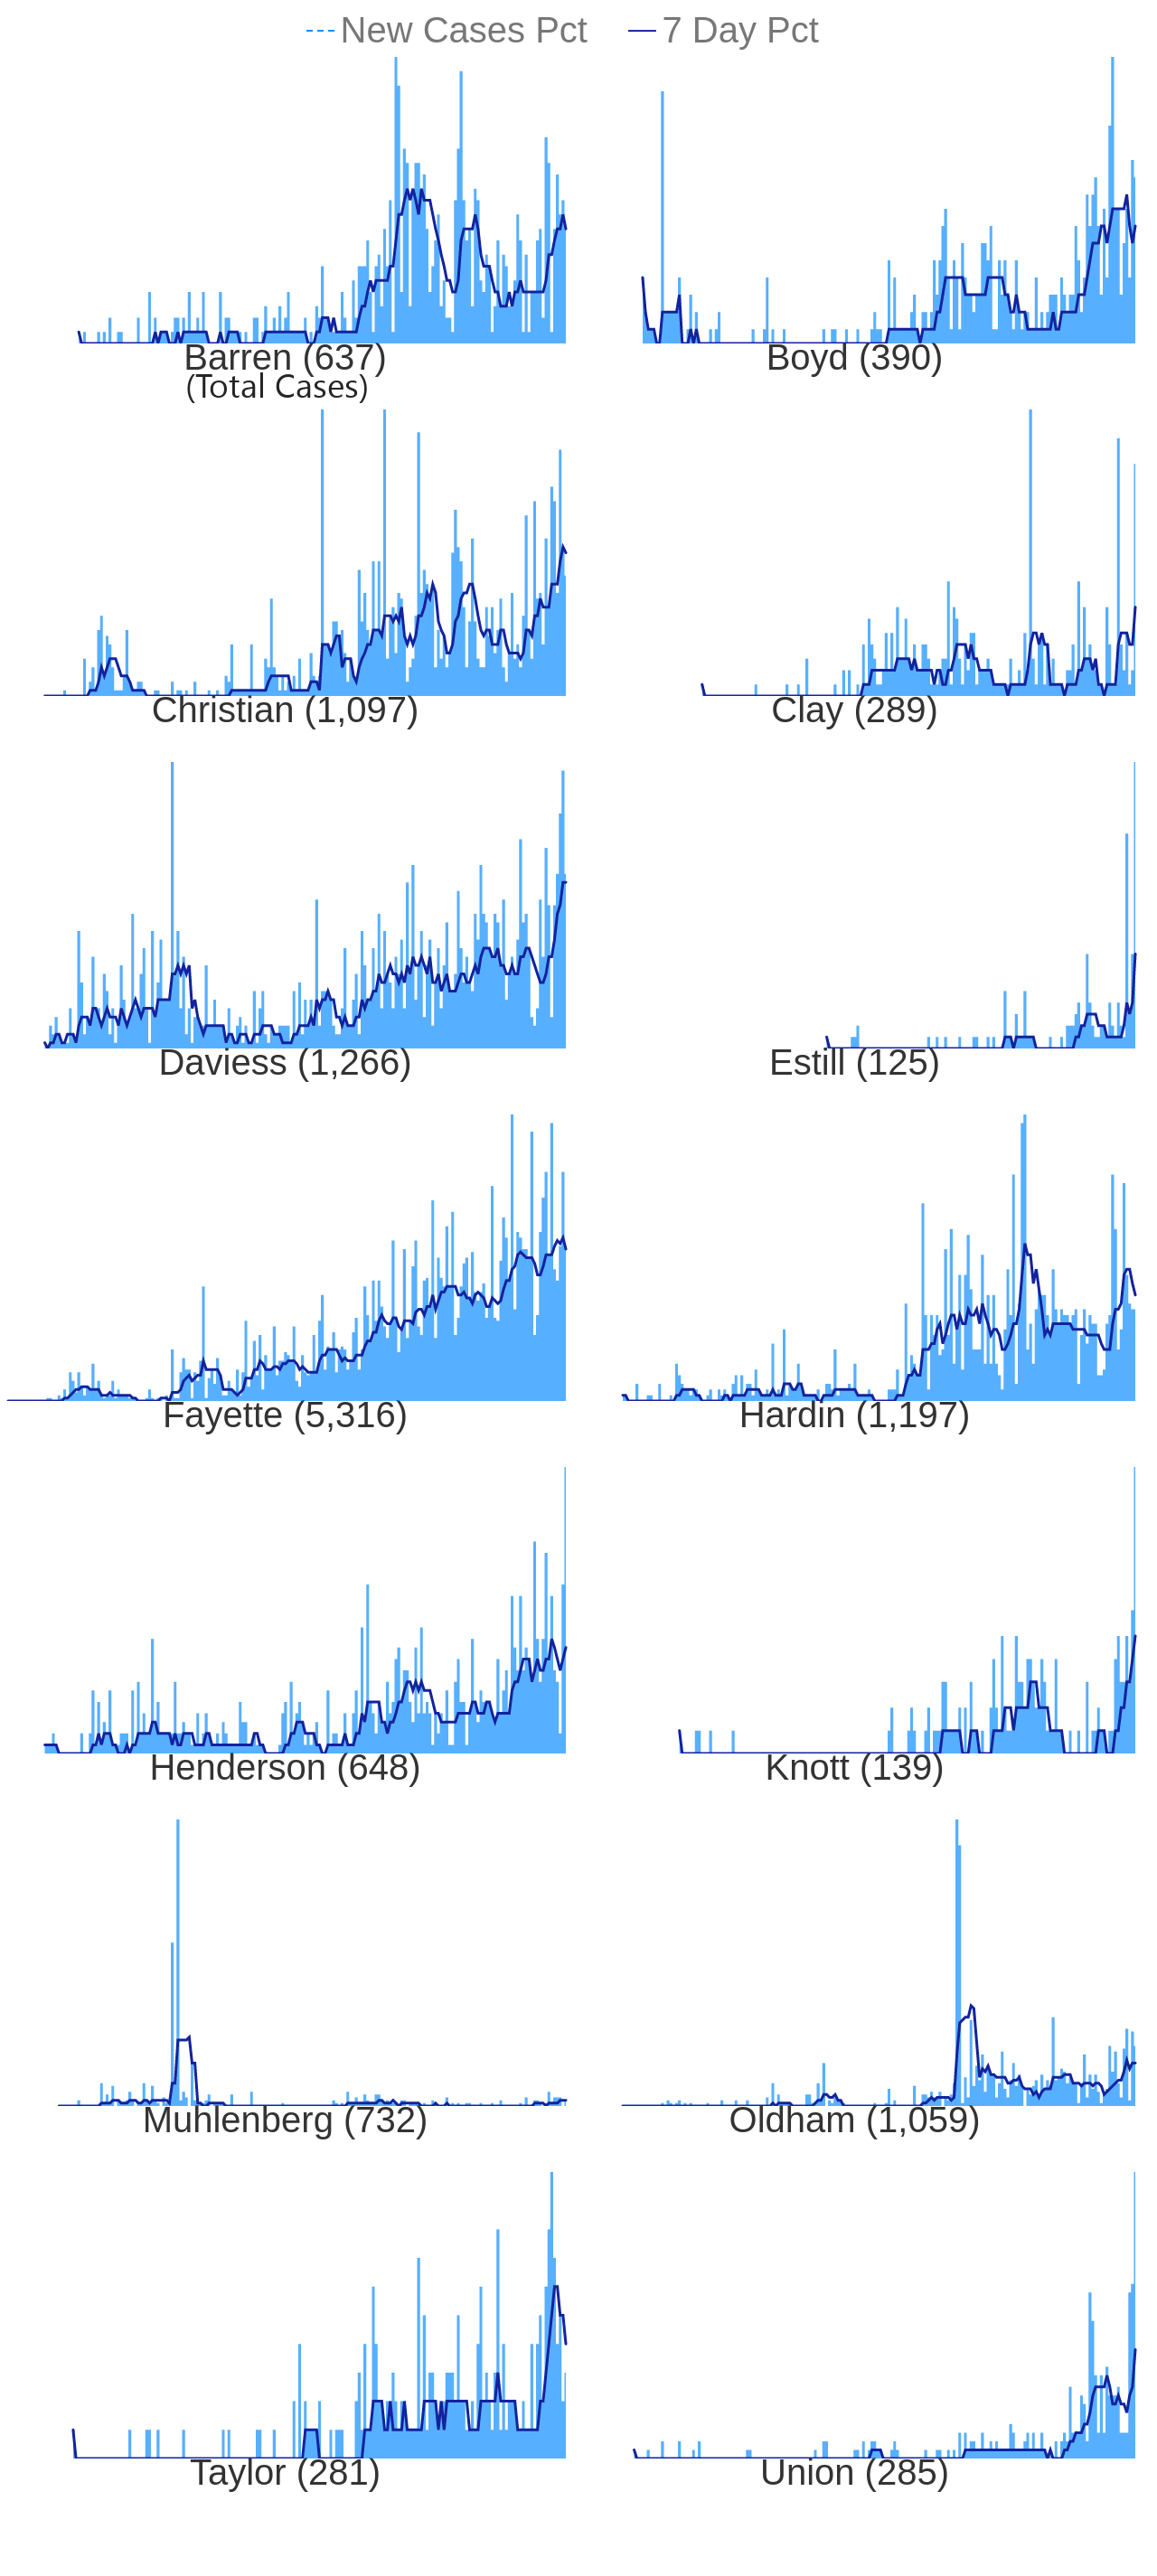 New Cases Pct 7 Day Pct
Barren (637) Boyd (390)
(Total Cases)
Christian (1,097) Clay (289)
Daviess (1,266) Estill (125)
Fayette (5,316) Hardin (1,197)
Henderson (648) Knott (139)
Muhlenberg (732) Oldham (1,059)
Taylor (281) Union (285)